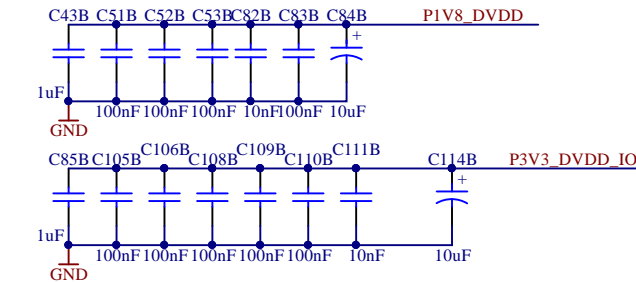 C43B C51B C52B C53B C82B C83B C84B P1V8_DVDD
+
1uF 100nF 100nF 100nF 10nF 100nF 10uF
GND
C85B C105B C106B C108B C109B C110B C111B C114B P3V3_DVDD_IO
+
1uF 100nF 100nF 100nF 100nF 100nF 10nF 10uF
GND